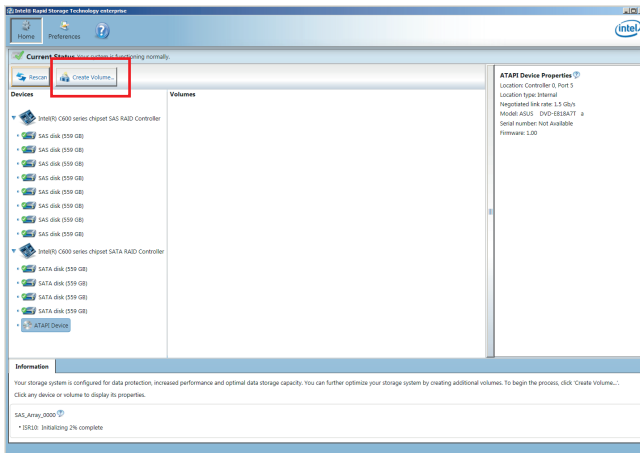 Intel® Rapid Storage Technology enterprise
Home
Preferences
intel
Current Status Your system is functioning normally.
Rescan
Create Volume...
Devices
Volumes
Intel(R) C600 series chipset SAS RAID Controller
SAS disk (559 GB)
SAS disk (559 GB)
SAS disk (559 GB)
SAS disk (559 GB)
SAS disk (559 GB)
SAS disk (559 GB)
SAS disk (559 GB)
SAS disk (559 GB)
Intel(R) C600 series chipset SATA RAID Controller
SATA disk (559 GB)
SATA disk (559 GB)
SATA disk (559 GB)
SATA disk (559 GB)
ATAPI Device
ATAPI Device Properties
Location: Controller 0, Port 5
Location type: Internal
Negotiated link rate: 1.5 Gb/s
Model: ASUS DVD-E818A7T a
Serial number: Not Available
Firmware: 1.00
Information
Your storage system is configured for data protection, increased performance and optimal data storage capacity. You can further optimize your storage system by creating additional volumes. To begin the process, click 'Create Volume...'.
Click any device or volume to display its properties.
SAS_Array_0000
• ISR10: Initializing 2% complete